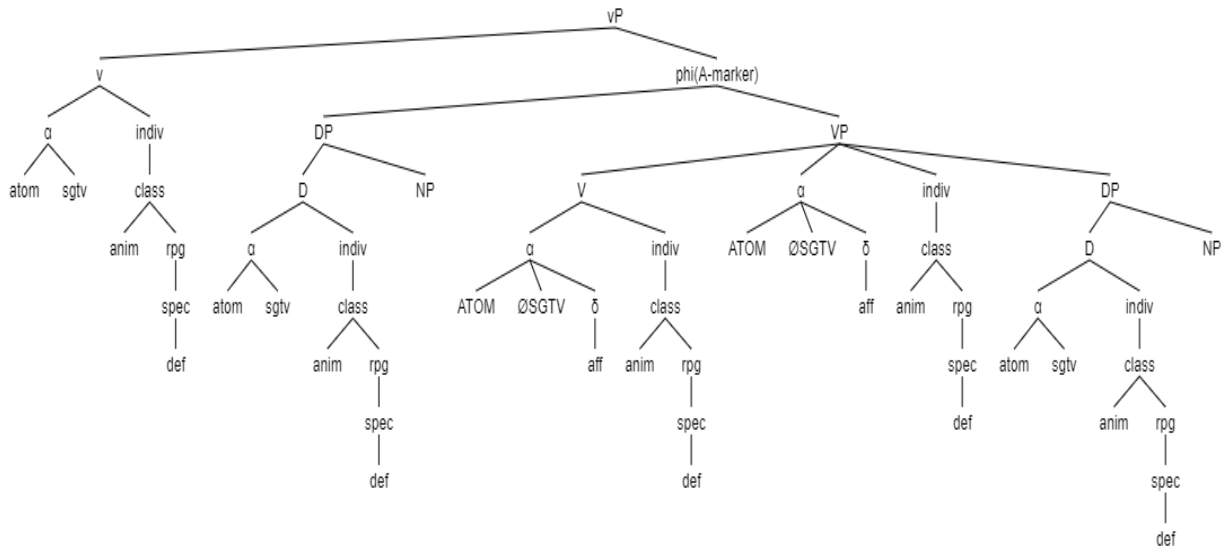 vP
v phi(A-marker)
α indiv DP VP
atom sgtv class D NP V α indiv DP
anim rpg α indiv α indiv ATOM ØSGTV δ class D NP
spec atom sgtv class ATOM ØSGTV δ class aff anim rpg α indiv
def anim rpg aff anim rpg spec atom sgtv class
spec spec def anim rpg
def def spec
def